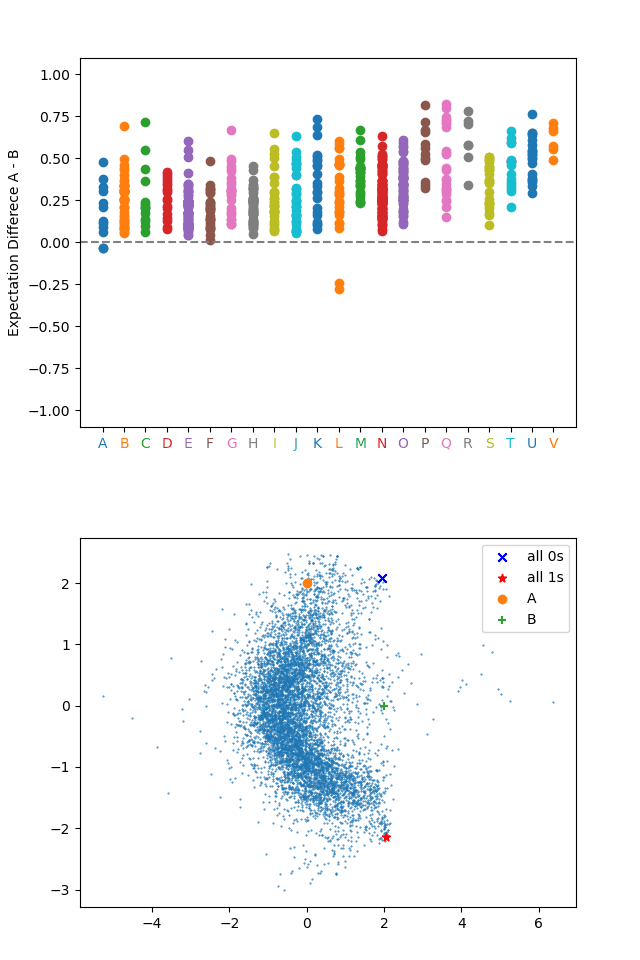 1.00
0.75
0.50
0.25
0.00
−0.25
−0.50
−0.75
−1.00
Expectation Differece A - B
A B C D E F G H I J K L M N O P Q R S T U V
all 0s
all 1s
A
B
2
1
0
−1
−2
−3
−4 −2 0 2 4 6